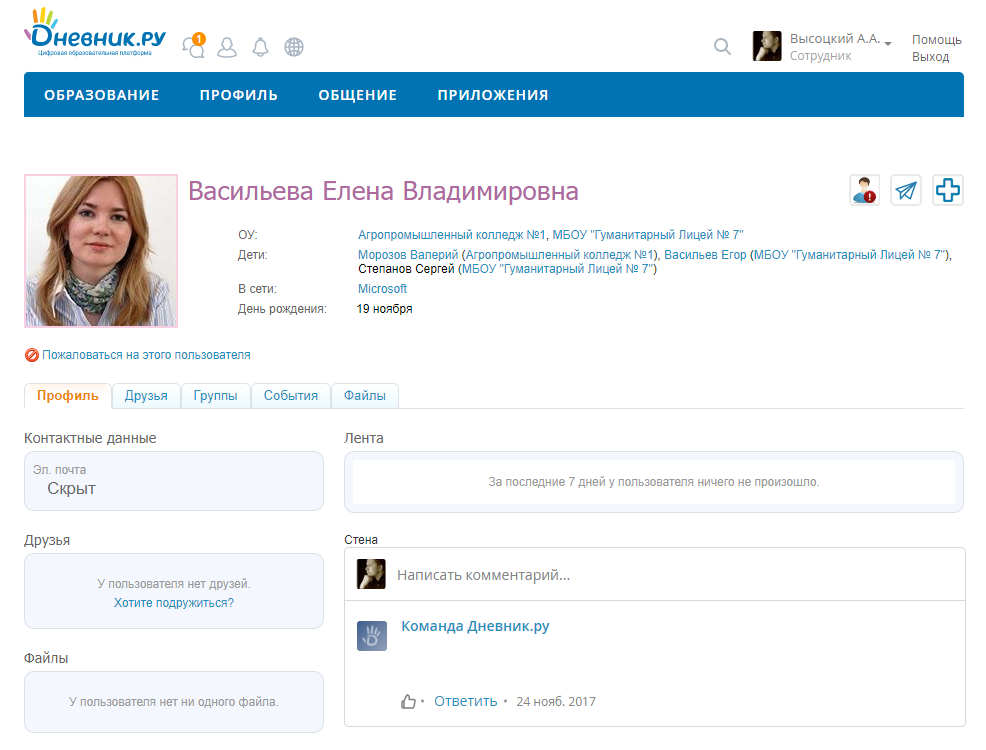 Дневник.ру
Цифровая образовательная платформа
1
Высоцкий А.А.
Сотрудник
Помощь
Выход
ОБРАЗОВАНИЕ ПРОФИЛЬ ОБЩЕНИЕ ПРИЛОЖЕНИЯ
Васильева Елена Владимировна
ОУ: Агропромышленный колледж №1, МБОУ "Гуманитарный Лицей № 7"
Дети: Морозов Валерий (Агропромышленный колледж №1), Васильев Егор (МБОУ "Гуманитарный Лицей № 7"),
Степанов Сергей (МБОУ "Гуманитарный Лицей № 7")
В сети: Microsoft
День рождения: 19 ноября
Пожаловаться на этого пользователя
Профиль Друзья Группы События Файлы
Контактные данные
Эл. почта
Скрыт
Лента
За последние 7 дней у пользователя ничего не произошло.
Друзья
У пользователя нет друзей.
Хотите подружиться?
Стена
Написать комментарий...
Команда Дневник.ру
Ответить • 24 нояб. 2017
Файлы
У пользователя нет ни одного файла.